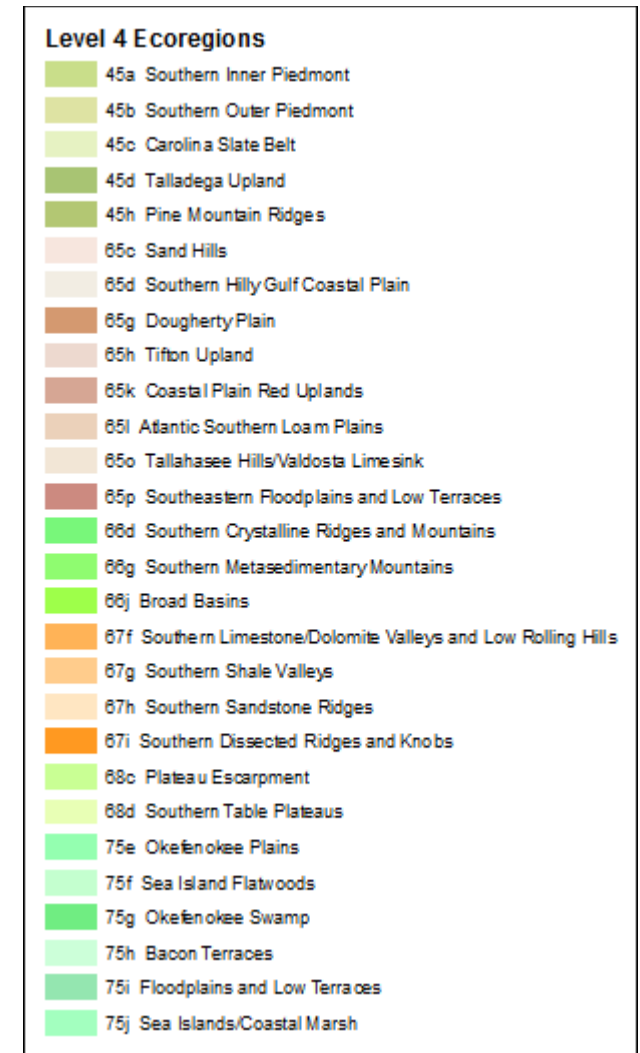 Level 4 Ecoregions
45a Southern Inner Piedmont
45b Southern Outer Piedmont
45c Carolina Slate Belt
45d Talladega Upland
45h Pine Mountain Ridges
65c Sand Hills
65d Southern Hilly Gulf Coastal Plain
65g Dougherty Plain
65h Tifton Upland
65k Coastal Plain Red Uplands
65l Atlantic Southern Loam Plains
65o Tallahasee Hills/Valdosta Limesink
65p Southeastern Floodplains and Low Terraces
66d Southern Crystalline Ridges and Mountains
66g Southern Metasedimentary Mountains
66j Broad Basins
67f Southern Limestone/Dolomite Valleys and Low Rolling Hills
67g Southern Shale Valleys
67h Southern Sandstone Ridges
67i Southern Dissected Ridges and Knobs
68c Plateau Escarpment
68d Southern Table Plateaus
75e Okefenokee Plains
75f Sea Island Flatwoods
75g Okefenokee Swamp
75h Bacon Terraces
75i Floodplains and Low Terraces
75j Sea Islands/Coastal Marsh